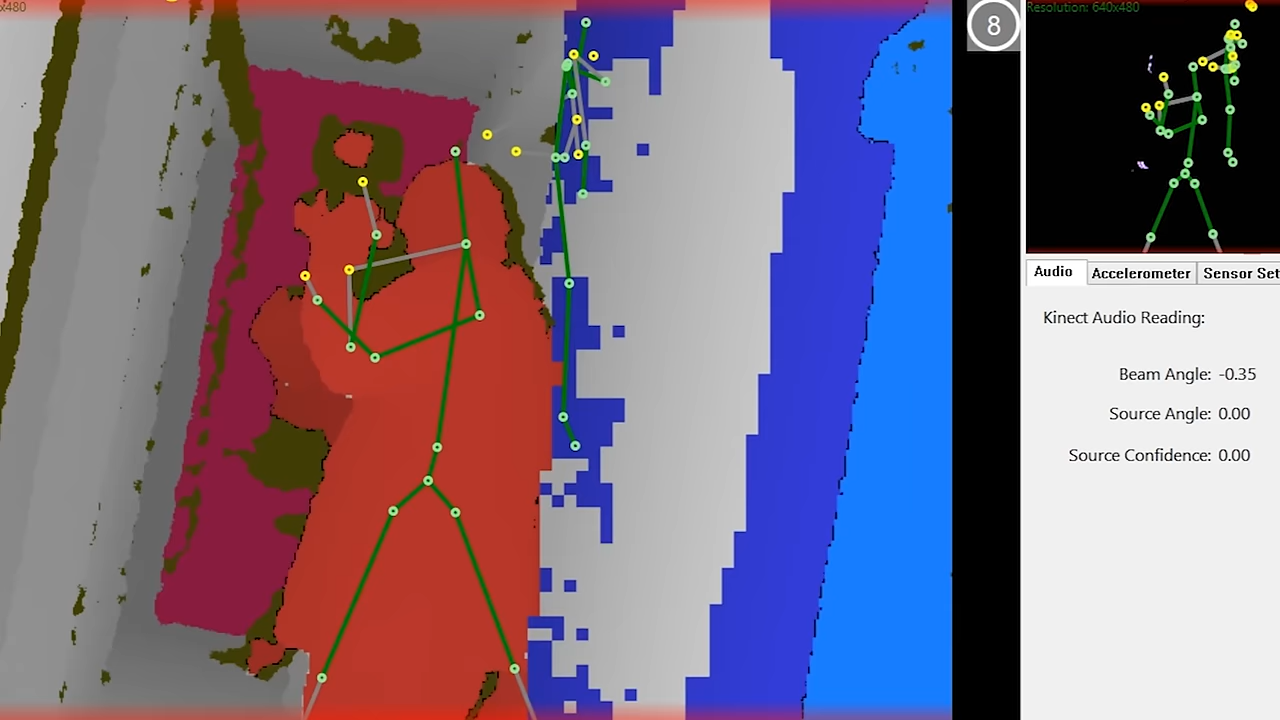 x480
8
Resolution: 640x480
Audio
Accelerometer
Sensor Set
Kinect Audio Reading:
Beam Angle: -0.35
Source Angle: 0.00
Source Confidence: 0.00